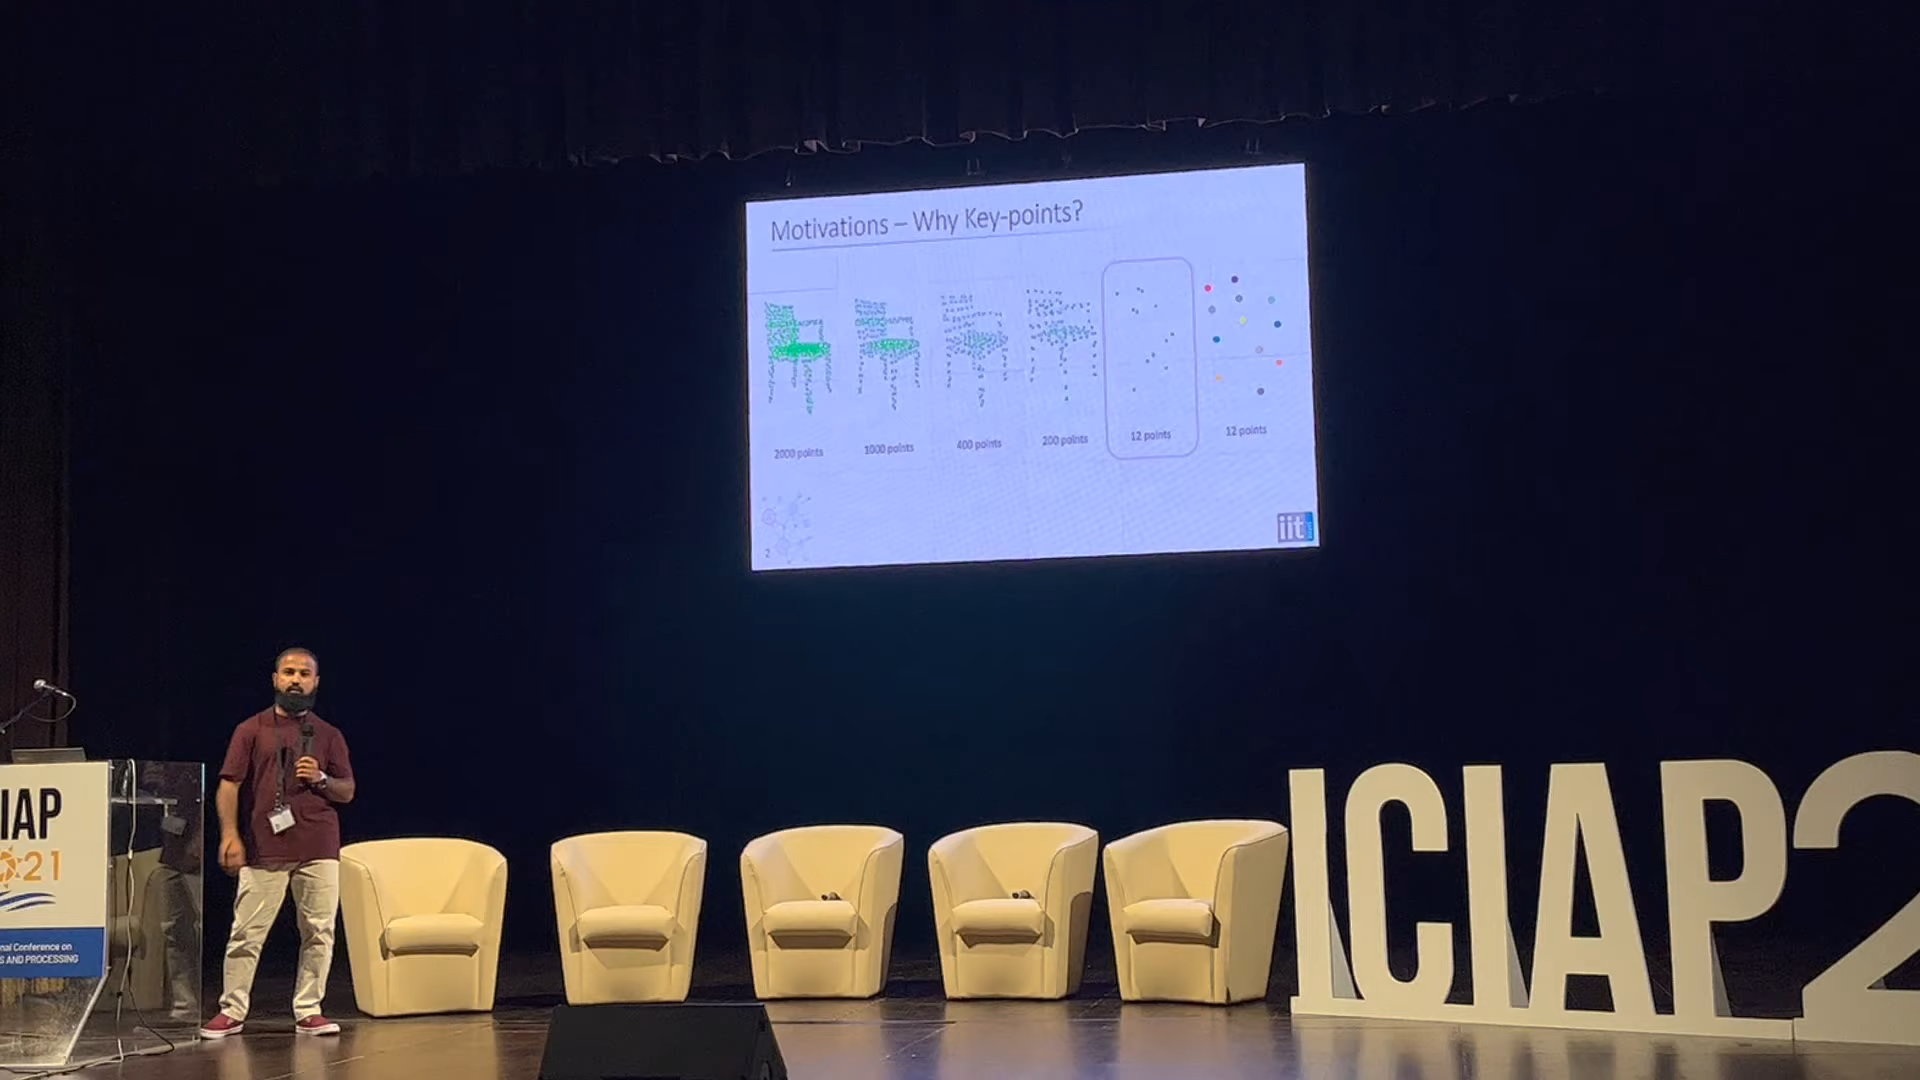 Motivations – Why Key-points?
2000 points
1000 points
400 points
200 points
12 points
12 points
2
iit
IAP
21
nal Conference on
S AND PROCESSING
ICIAP2